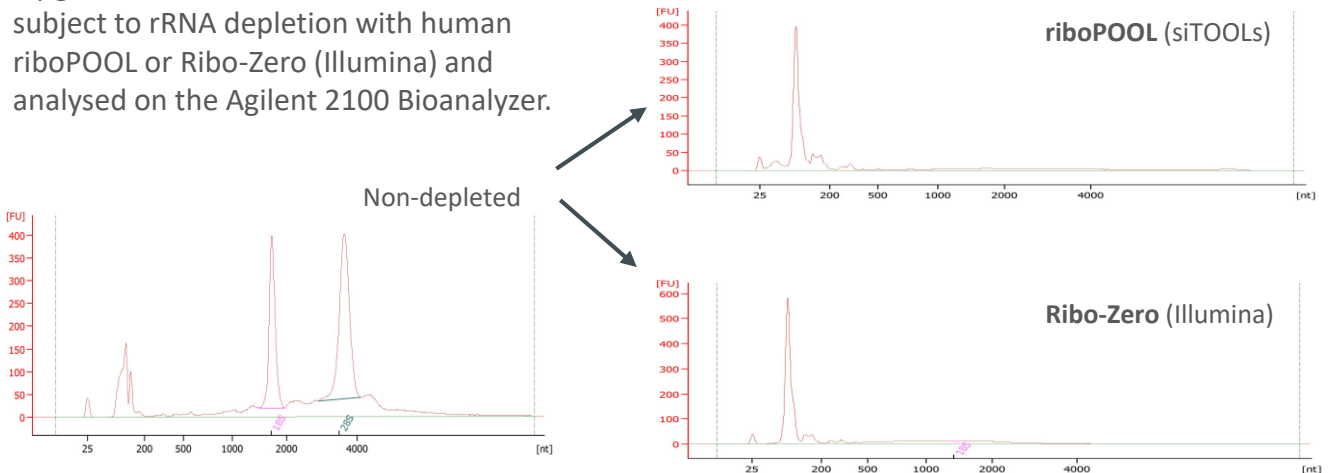 subject to rRNA depletion with human
riboPOOL or Ribo-Zero (Illumina) and
analysed on the Agilent 2100 Bioanalyzer.
Non-depleted
[FU]
400
350
300
250
200
150
100
50
0
18S
28S
25 200 500 1000 2000 4000 [nt]
riboPOOL (siTOOLs)
[FU]
400
350
300
250
200
150
100
50
0
25 200 500 1000 2000 4000 [nt]
Ribo-Zero (Illumina)
[FU]
600
500
400
300
200
100
0
18S
25 200 500 1000 2000 4000 [nt]